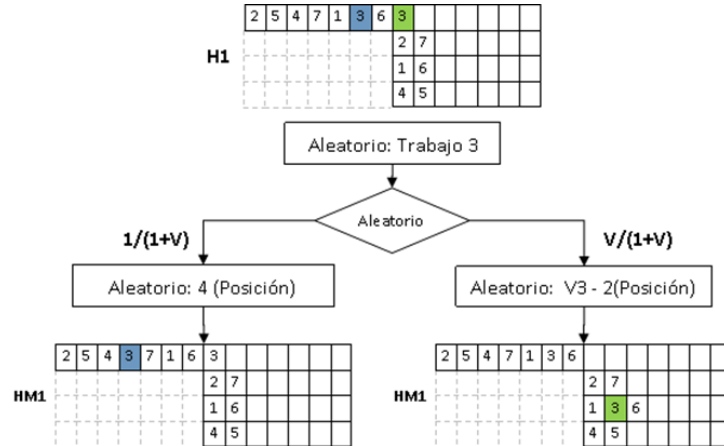 2 5 4 7 1 3 6 3
2 7
H1
1 6
4 5
Aleatorio: Trabajo 3
Aleatorio
1/(1+V)
V/(1+V)
Aleatorio: 4 (Posición)
Aleatorio: V3 - 2(Posición)
2 5 4 3 7 1 6 3
2 7
HM1
1 6
4 5
2 5 4 7 1 3 6
2 7
HM1
1 3 6
4 5